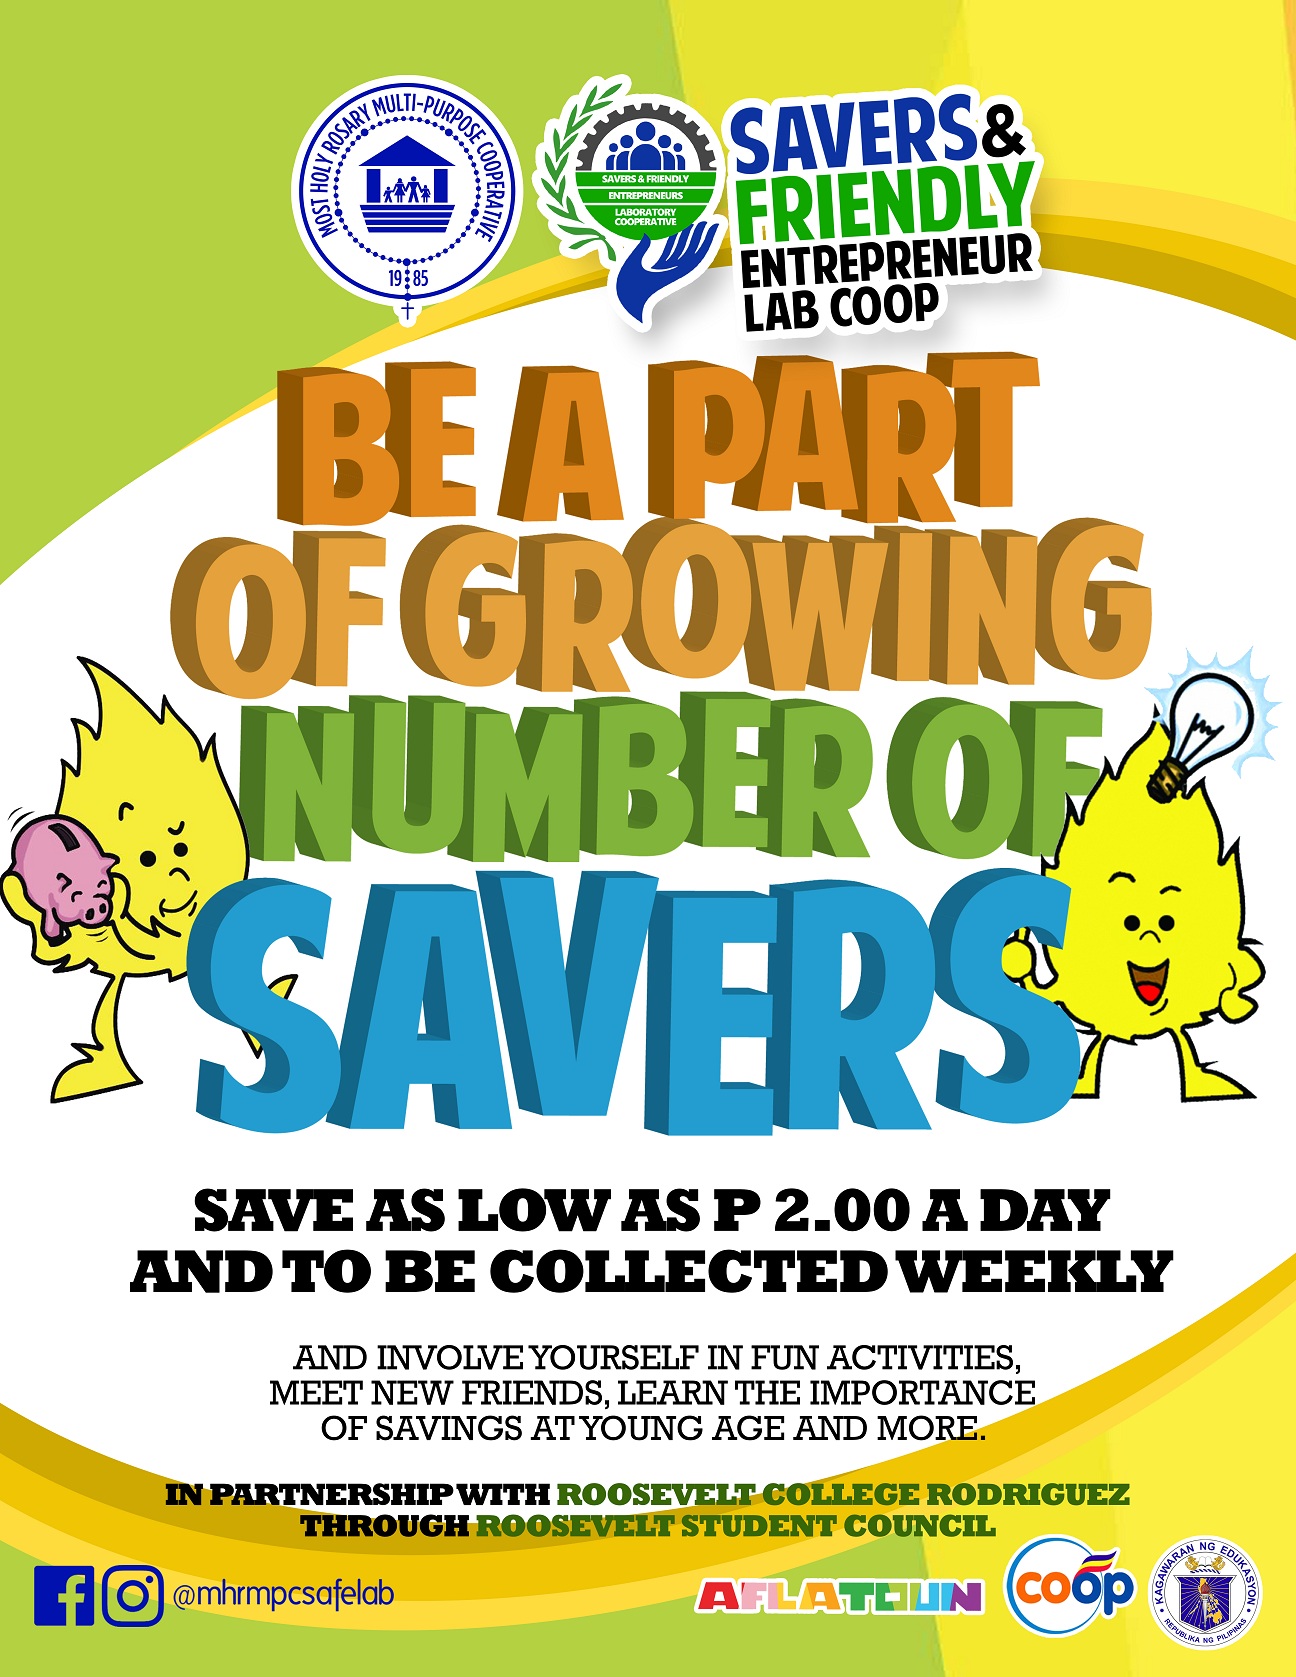 MOST HOLY ROSARY MULTI-PURPOSE COOPERATIVE
1985
SAVERS & FRIENDLY
ENTREPRENEURS
LABORATORY
COOPERATIVE
SAVERS &
FRIENDLY
ENTREPRENEUR
LAB COOP
BE A PART
OF GROWING
NUMBER OF
SAVERS
SAVE AS LOW AS P 2.00 A DAY
AND TO BE COLLECTED WEEKLY
AND INVOLVE YOURSELF IN FUN ACTIVITIES,
MEET NEW FRIENDS, LEARN THE IMPORTANCE
OF SAVINGS AT YOUNG AGE AND MORE.
IN PARTNERSHIP WITH ROOSEVELT COLLEGE RODRIGUEZ
THROUGH ROOSEVELT STUDENT COUNCIL
@mhrmpcsafelab
AFLATOUN
coop
KAGAWARAN NG EDUKASYON
REPUBLIKA NG PILIPINAS